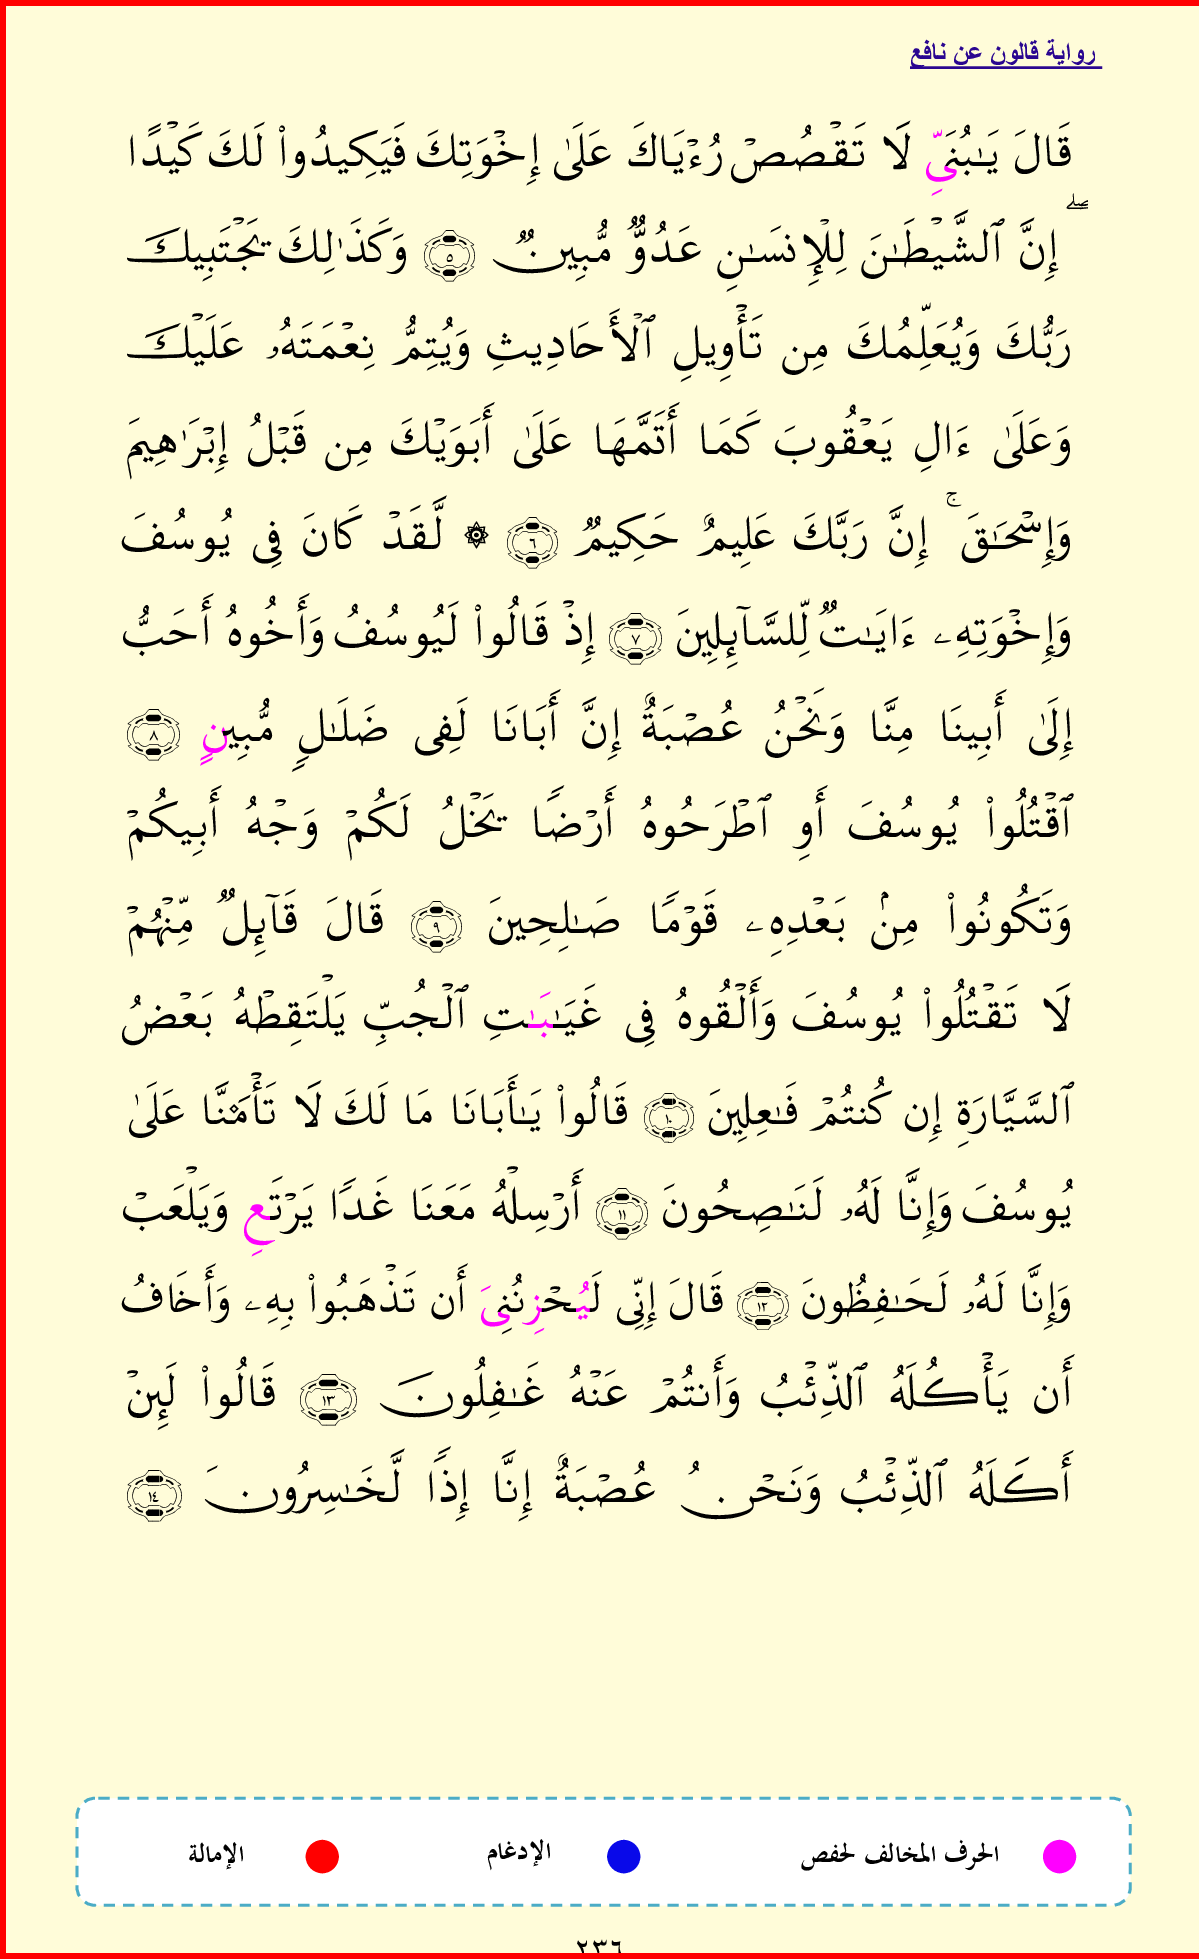 رواية قالون عن نافع
قَالَ يَـٰبُنَىِّ لَا تَقْصُصْ رُءْيَاكَ عَلَىٰ إِخْوَتِكَ فَيَكِيدُوا۟ لَكَ كَيْدًا
ۖ إِنَّ ٱلشَّيْطَـٰنَ لِلْإِنسَـٰنِ عَدُوٌّ مُّبِينٌ ٥ وَكَذَٰلِكَ يَجْتَبِيكَ
رَبُّكَ وَيُعَلِّمُكَ مِن تَأْوِيلِ ٱلْأَحَادِيثِ وَيُتِمُّ نِعْمَتَهُۥ عَلَيْكَ
وَعَلَىٰ ءَالِ يَعْقُوبَ كَمَا أَتَمَّهَا عَلَىٰ أَبَوَيْكَ مِن قَبْلُ إِبْرَٰهِيمَ
وَإِسْحَـٰقَ ۚ إِنَّ رَبَّكَ عَلِيمٌ حَكِيمٌ ٦ ۞ لَّقَدْ كَانَ فِى يُوسُفَ
وَإِخْوَتِهِۦ ءَايَـٰتٌ لِّلسَّآئِلِينَ ٧ إِذْ قَالُوا۟ لَيُوسُفُ وَأَخُوهُ أَحَبُّ
إِلَىٰ أَبِينَا مِنَّا وَنَحْنُ عُصْبَةٌ إِنَّ أَبَانَا لَفِى ضَلَـٰلٍ مُّبِينٍ ٨
ٱقْتُلُوا۟ يُوسُفَ أَوِ ٱطْرَحُوهُ أَرْضًا يَخْلُ لَكُمْ وَجْهُ أَبِيكُمْ
وَتَكُونُوا۟ مِنۢ بَعْدِهِۦ قَوْمًا صَـٰلِحِينَ ٩ قَالَ قَآئِلٌ مِّنْهُمْ
لَا تَقْتُلُوا۟ يُوسُفَ وَأَلْقُوهُ فِى غَيَـٰبَـٰتِ ٱلْجُبِّ يَلْتَقِطْهُ بَعْضُ
ٱلسَّيَّارَةِ إِن كُنتُمْ فَـٰعِلِينَ ١٠ قَالُوا۟ يَـٰأَبَانَا مَا لَكَ لَا تَأْمَ۫نَّا عَلَىٰ
يُوسُفَ وَإِنَّا لَهُۥ لَنَـٰصِحُونَ ١١ أَرْسِلْهُ مَعَنَا غَدًا يَرْتَعِ وَيَلْعَبْ
وَإِنَّا لَهُۥ لَحَـٰفِظُونَ ١٢ قَالَ إِنِّى لَيُحْزِنُنِىَ أَن تَذْهَبُوا۟ بِهِۦ وَأَخَافُ
أَن يَأْكُلَهُ ٱلذِّئْبُ وَأَنتُمْ عَنْهُ غَـٰفِلُونَ ١٣ قَالُوا۟ لَئِنْ
أَكَلَهُ ٱلذِّئْبُ وَنَحْنُ عُصْبَةٌ إِنَّا إِذًا لَّخَـٰسِرُونَ ١٤
الحرف المخالف لحفص
الإدغام
الإمالة
٢٣٦